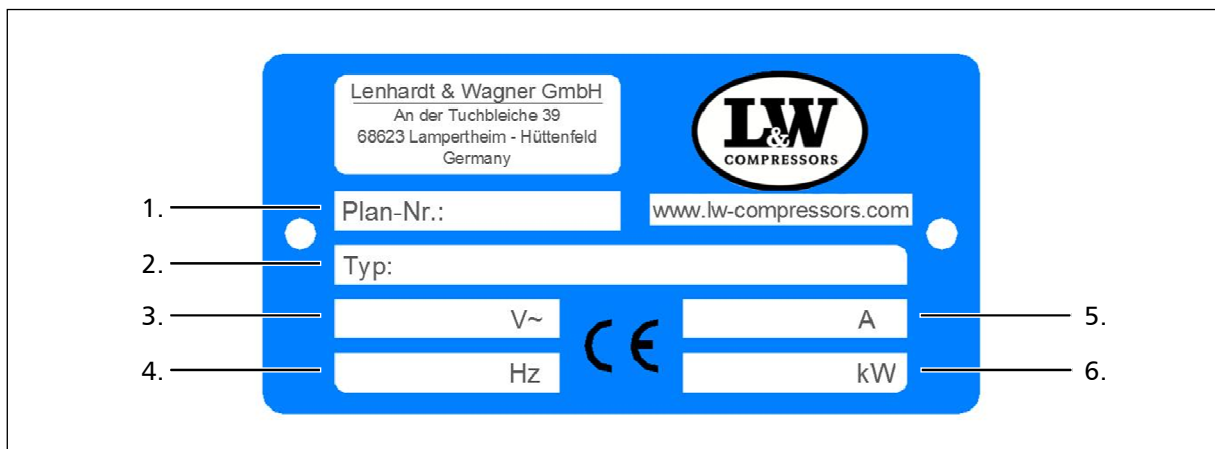 Lenhardt & Wagner GmbH
An der Tuchbleiche 39
68623 Lampertheim - Hüttenfeld
Germany
L&W
COMPRESSORS
1.
Plan-Nr.:
www.lw-compressors.com
2.
Typ:
3.
V~
CE
A
5.
4.
Hz
kW
6.